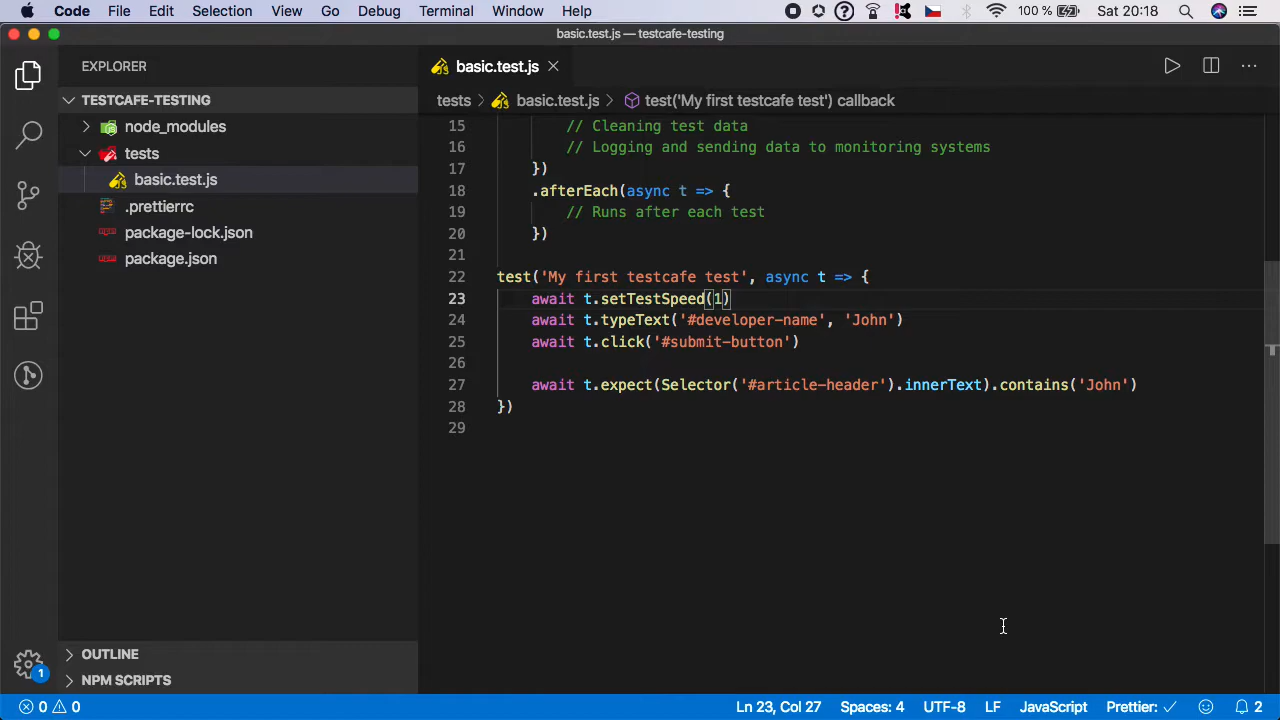 Code File Edit Selection View Go Debug Terminal Window Help 100 % Sat 20:18
basic.test.js — testcafe-testing
EXPLORER
TESTCAFE-TESTING
node_modules
tests
basic.test.js
.prettierrc
package-lock.json
package.json
OUTLINE
NPM SCRIPTS
1
basic.test.js
tests > basic.test.js > test('My first testcafe test') callback
15 // Cleaning test data
16 // Logging and sending data to monitoring systems
17 })
18 .afterEach(async t => {
19 // Runs after each test
20 })
21
22 test('My first testcafe test', async t => {
23 await t.setTestSpeed(1)
24 await t.typeText('#developer-name', 'John')
25 await t.click('#submit-button')
26
27 await t.expect(Selector('#article-header').innerText).contains('John')
28 })
29
0 0 Ln 23, Col 27 Spaces: 4 UTF-8 LF JavaScript Prettier: ✓ 2